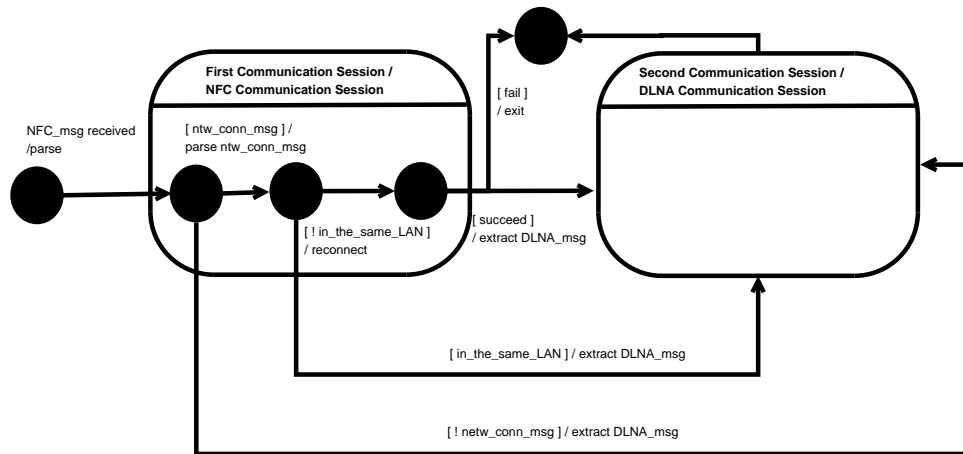 First Communication Session /
NFC Communication Session
Second Communication Session /
DLNA Communication Session
[ fail ]
/ exit
NFC_msg received
/parse
[ ntw_conn_msg ] /
parse ntw_conn_msg
[ ! in_the_same_LAN ]
/ reconnect
[ succeed ]
/ extract DLNA_msg
[ in_the_same_LAN ] / extract DLNA_msg
[ ! netw_conn_msg ] / extract DLNA_msg